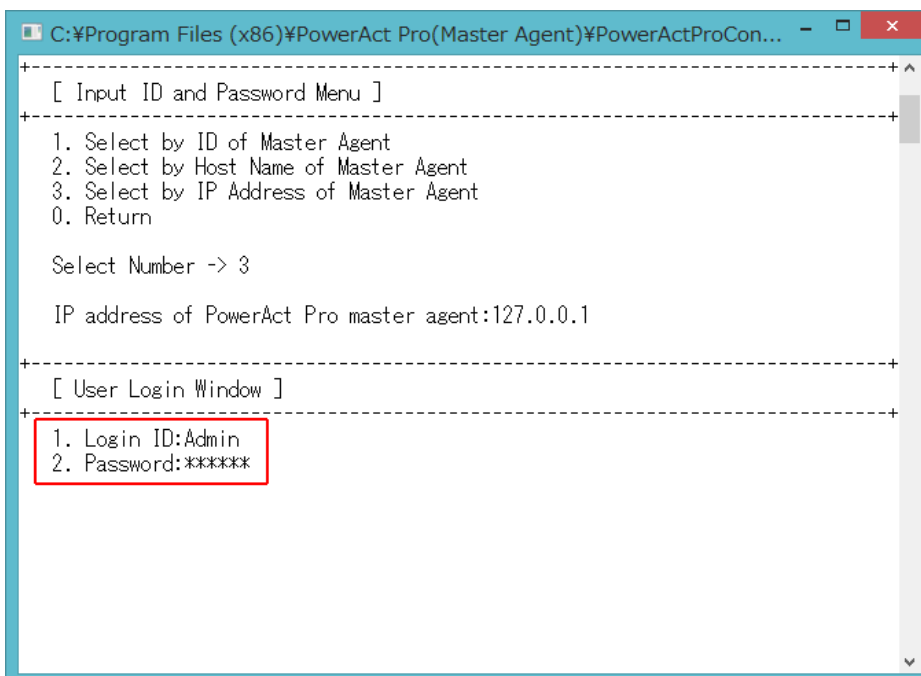 C:¥Program Files (x86)¥PowerAct Pro(Master Agent)¥PowerActProCon...
[ Input ID and Password Menu ]
1. Select by ID of Master Agent
2. Select by Host Name of Master Agent
3. Select by IP Address of Master Agent
0. Return
Select Number -> 3
IP address of PowerAct Pro master agent:127.0.0.1
[ User Login Window ]
1. Login ID:Admin
2. Password:******